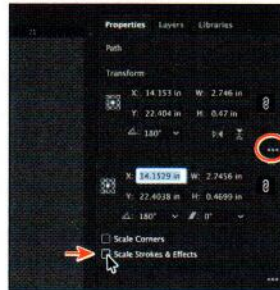 21
Properties Layers Libraries
Path
Transform
X: 14.153 in W: 2.746 in
Y: 22.404 in H: 0.47 in
180°
X: 14.1529 in W: 2.7456 in
Y: 22.4038 in H: 0.4699 in
180° 0°
Scale Corners
Scale Strokes & Effects